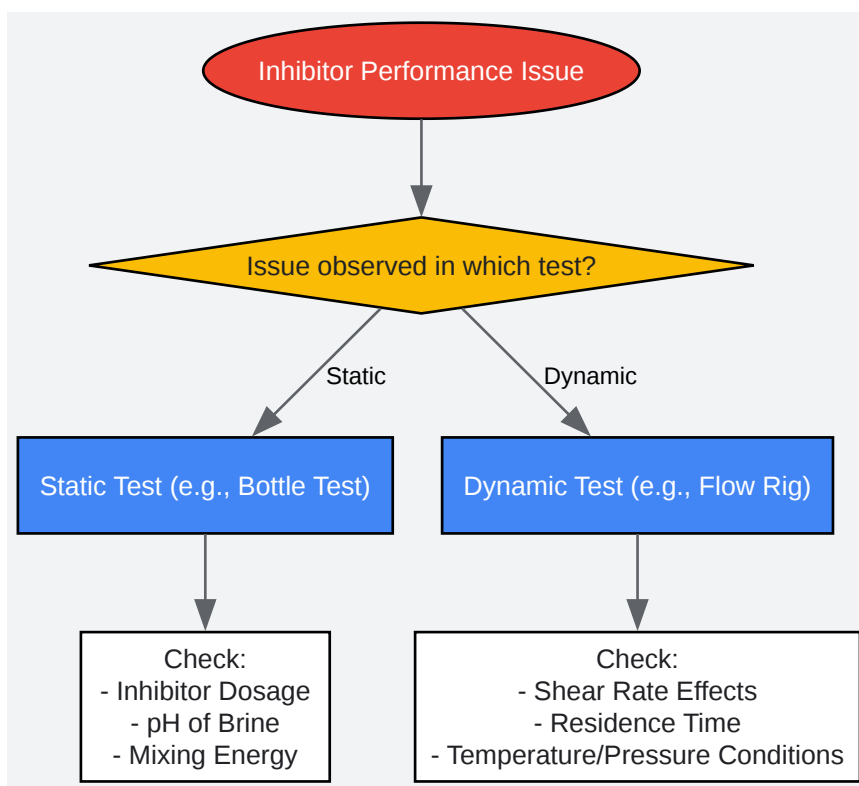 Inhibitor Performance Issue
Issue observed in which test?
Static
Dynamic
Static Test (e.g., Bottle Test)
Dynamic Test (e.g., Flow Rig)
Check:
- Inhibitor Dosage
- pH of Brine
- Mixing Energy
Check:
- Shear Rate Effects
- Residence Time
- Temperature/Pressure Conditions